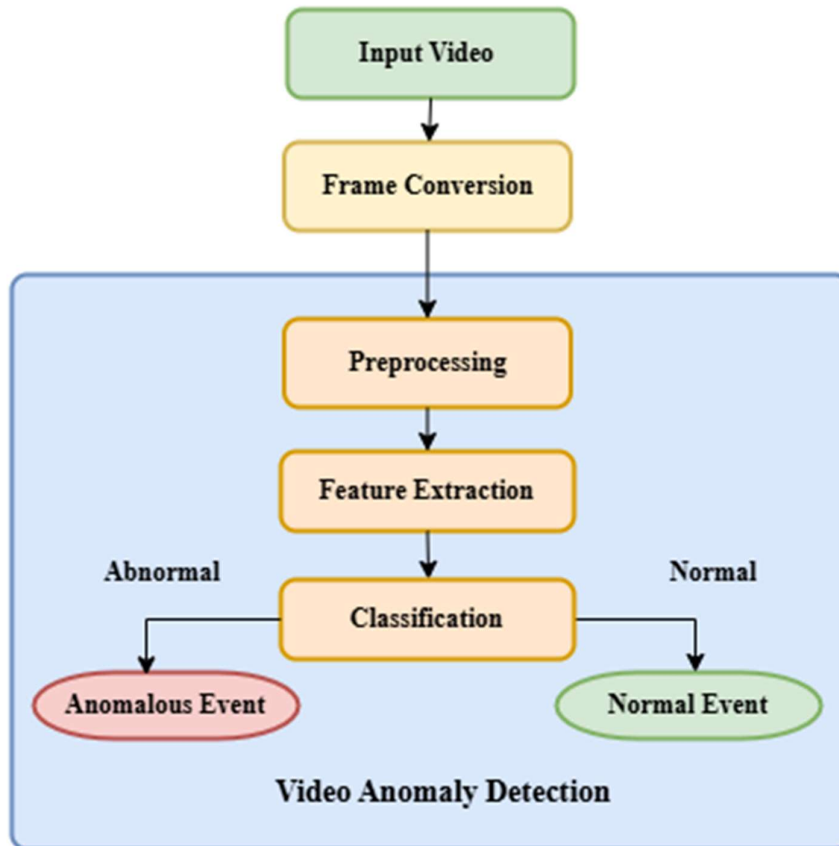 Input Video
Frame Conversion
Preprocessing
Feature Extraction
Abnormal
Normal
Classification
Anomalous Event
Normal Event
Video Anomaly Detection